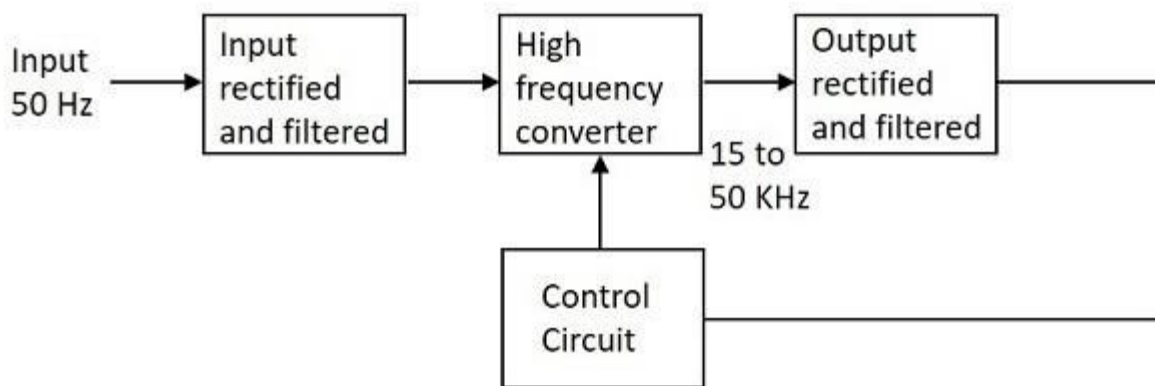 Input
50 Hz
Input
rectified
and filtered
High
frequency
converter
15 to
50 KHz
Output
rectified
and filtered
Control
Circuit